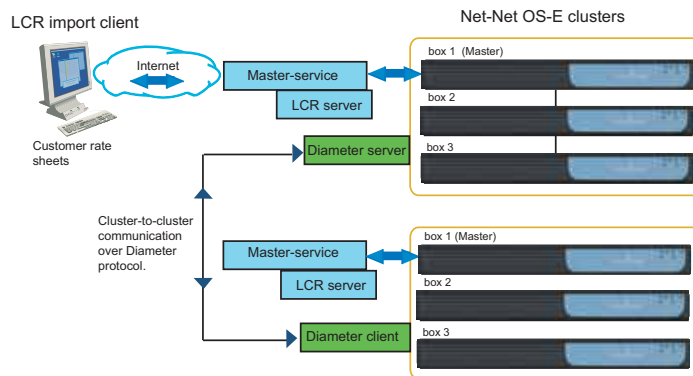 LCR import client
Net-Net OS-E clusters
box 1 (Master)
Internet
Master-service
LCR server
box 2
Customer rate
sheets
Diameter server
box 3
Cluster-to-cluster
communication
over Diameter
protocol.
box 1 (Master)
Master-service
LCR server
box 2
Diameter client
box 3